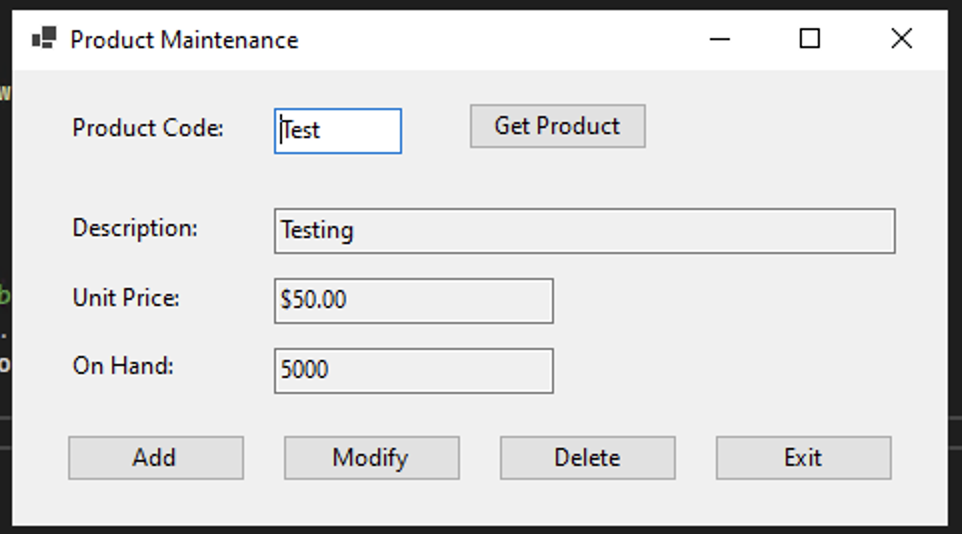 Product Maintenance
Product Code: Test Get Product
Description: Testing
Unit Price: $50.00
On Hand: 5000
Add Modify Delete Exit